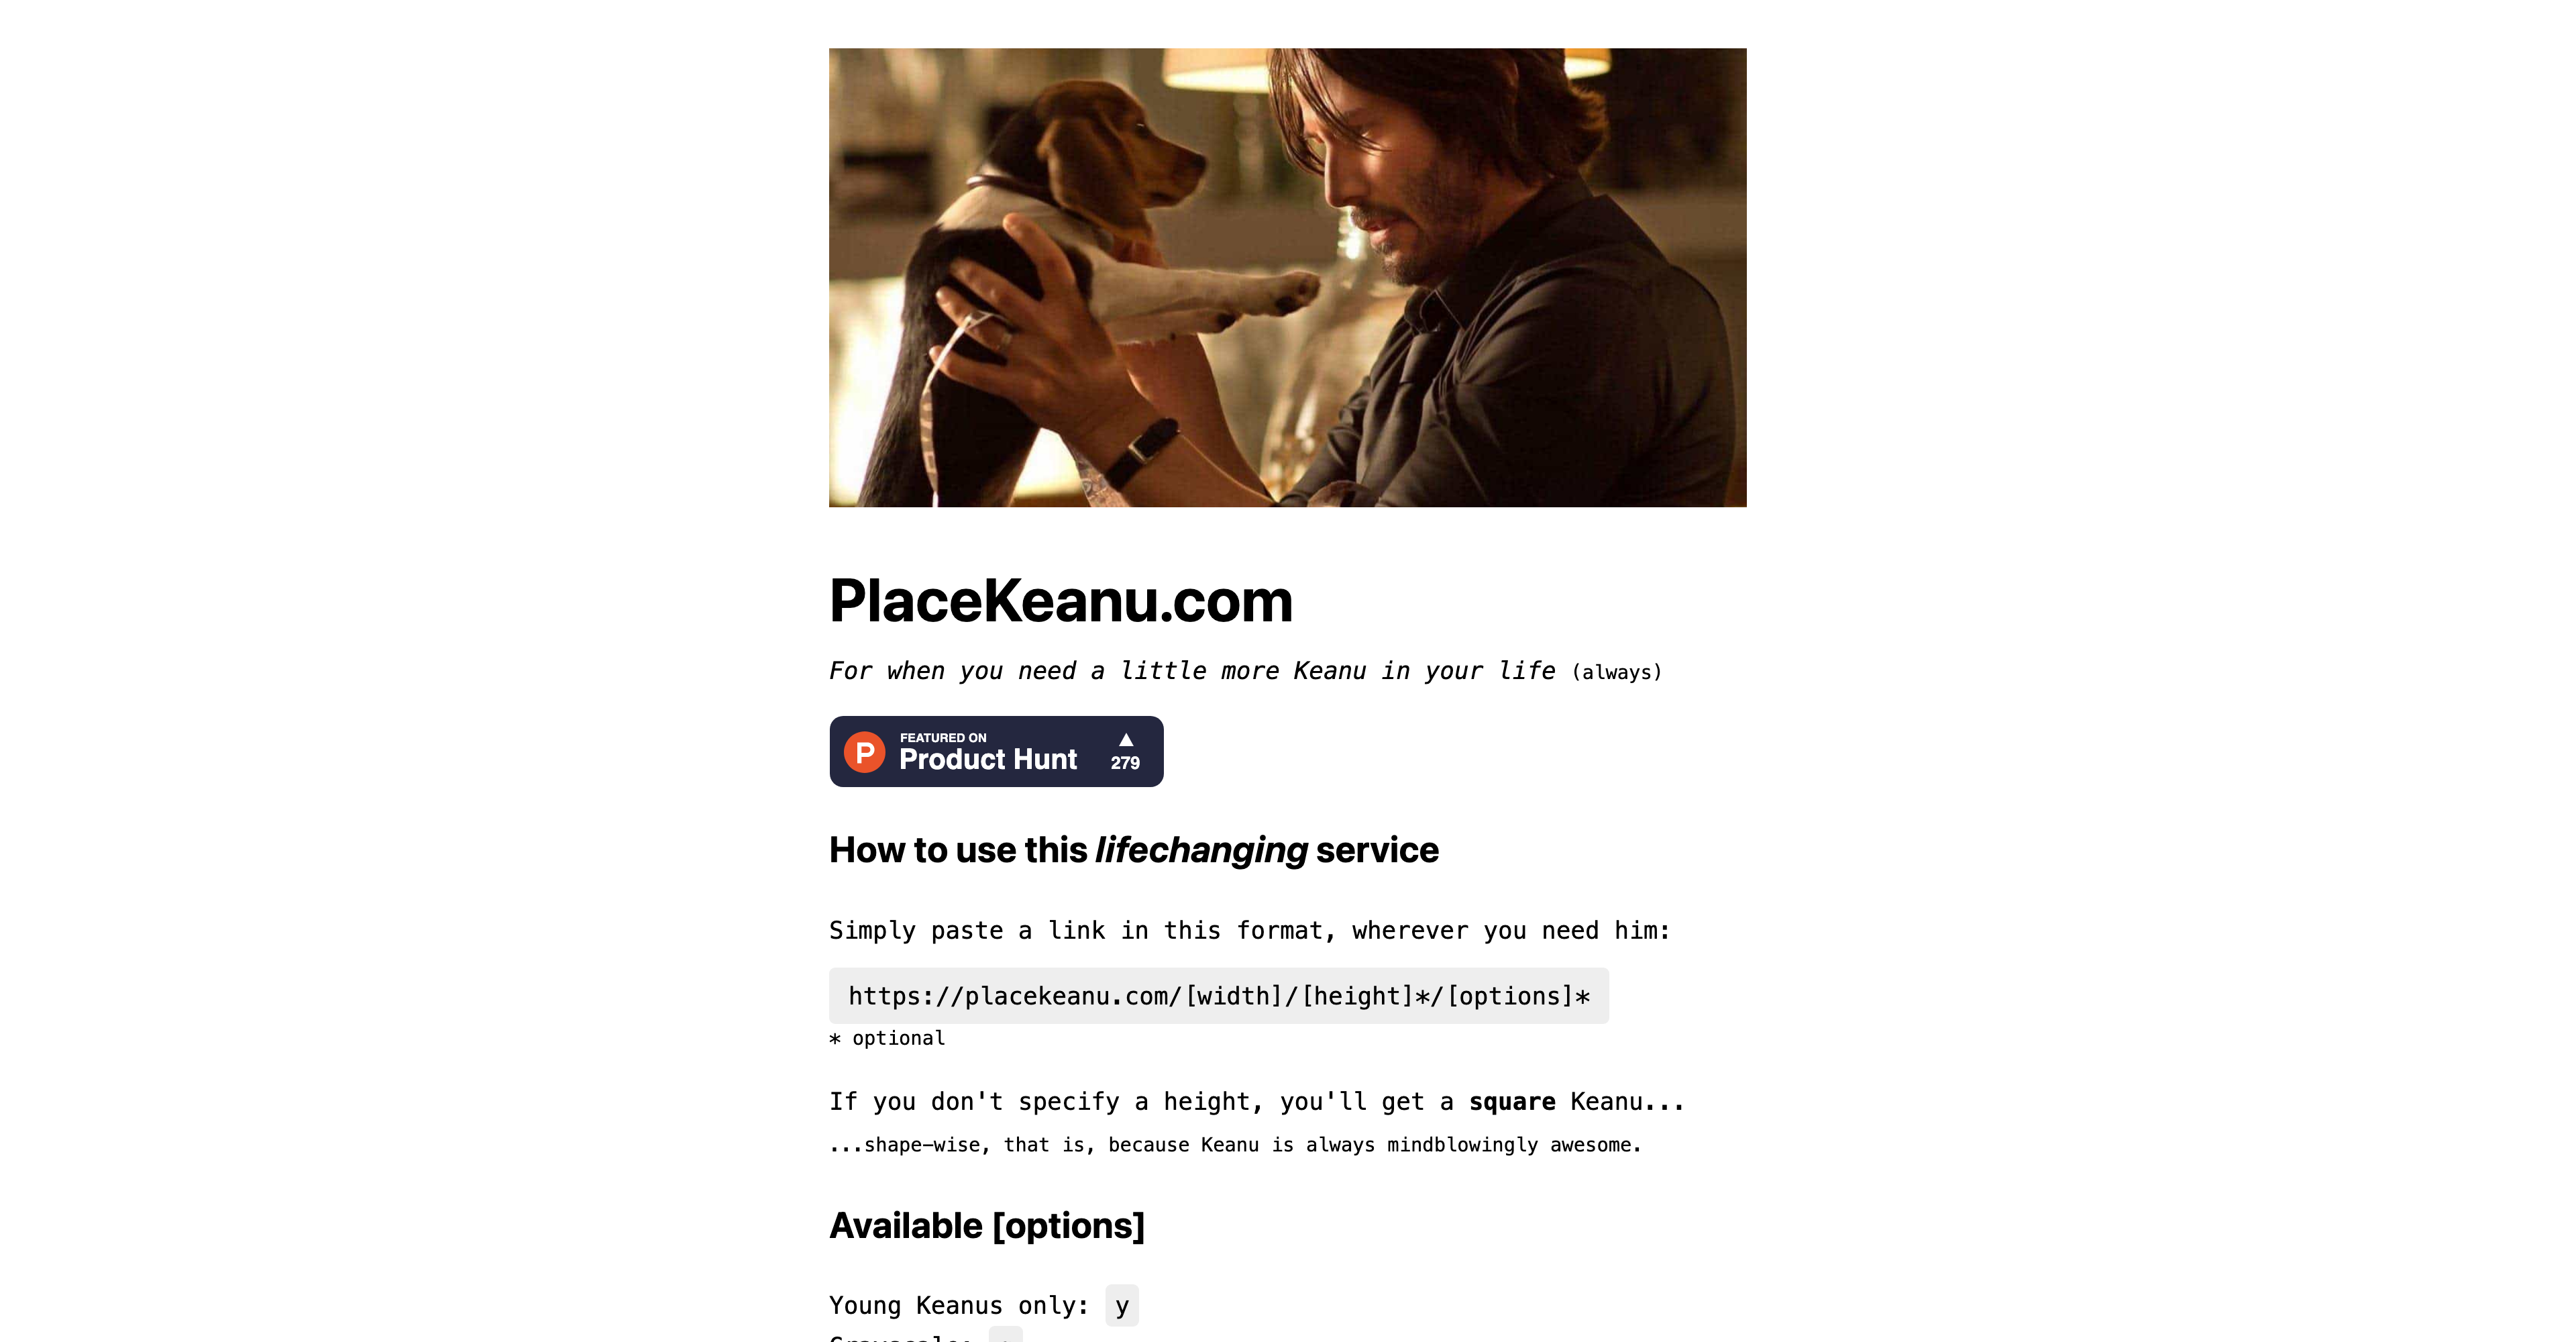 PlaceKeanu.com
For when you need a little more Keanu in your life (always)
P
FEATURED ON
Product Hunt
▲
279
How to use this lifechanging service
Simply paste a link in this format, wherever you need him:
https://placekeanu.com/[width]/[height]*/[options]*
* optional
If you don't specify a height, you'll get a square Keanu...
...shape-wise, that is, because Keanu is always mindblowingly awesome.
Available [options]
Young Keanus only: y